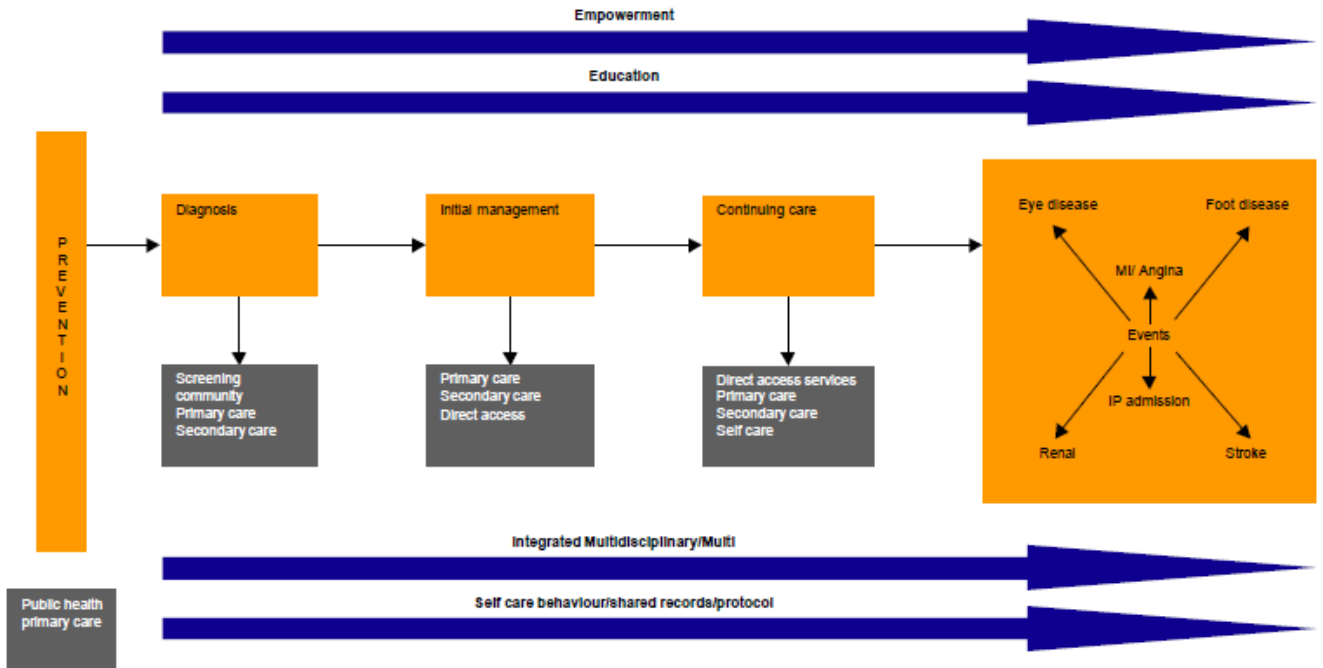 Empowerment
Education
PREVENTION
Diagnosis
Initial management
Continuing care
Screening
community
Primary care
Secondary care
Primary care
Secondary care
Direct access
Direct access services
Primary care
Secondary care
Self care
Eye disease
Foot disease
MI/ Angina
Events
IP admission
Renal
Stroke
Integrated Multidisciplinary/Multi
Self care behaviour/shared records/protocol
Public health
primary care